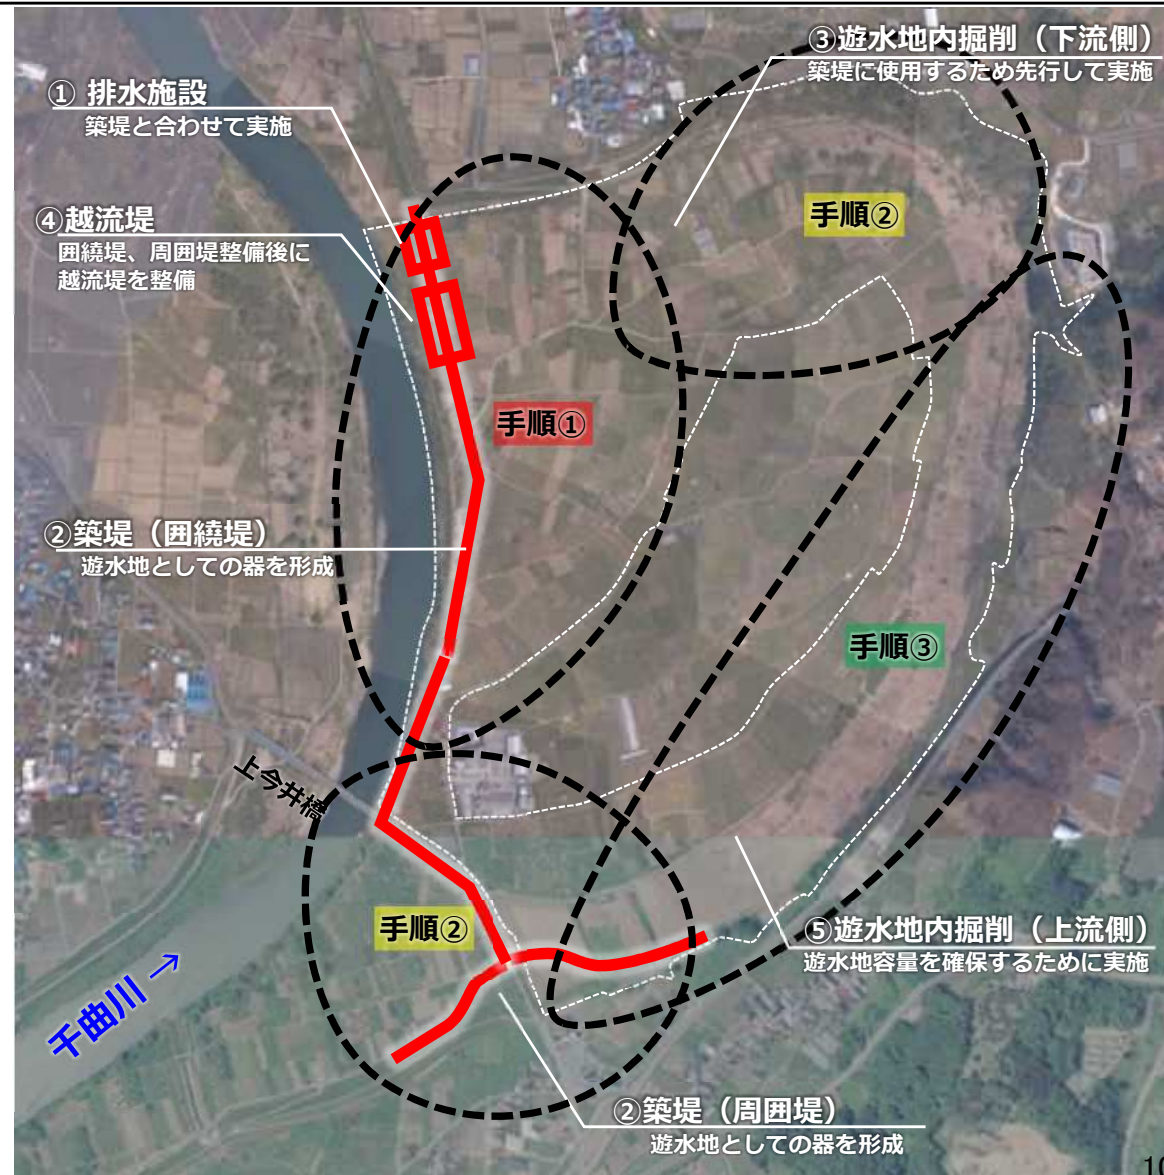 ③遊水地内掘削（下流側）
築堤に使用するため先行して実施
① 排水施設
築堤と合わせて実施
手順②
④越流堤
囲繞堤、周囲堤整備後に
越流堤を整備
手順①
②築堤（囲繞堤）
遊水地としての器を形成
手順③
上今井橋
手順②
⑤遊水地内掘削（上流側）
遊水地容量を確保するために実施
千曲川→
②築堤（周囲堤）
遊水地としての器を形成